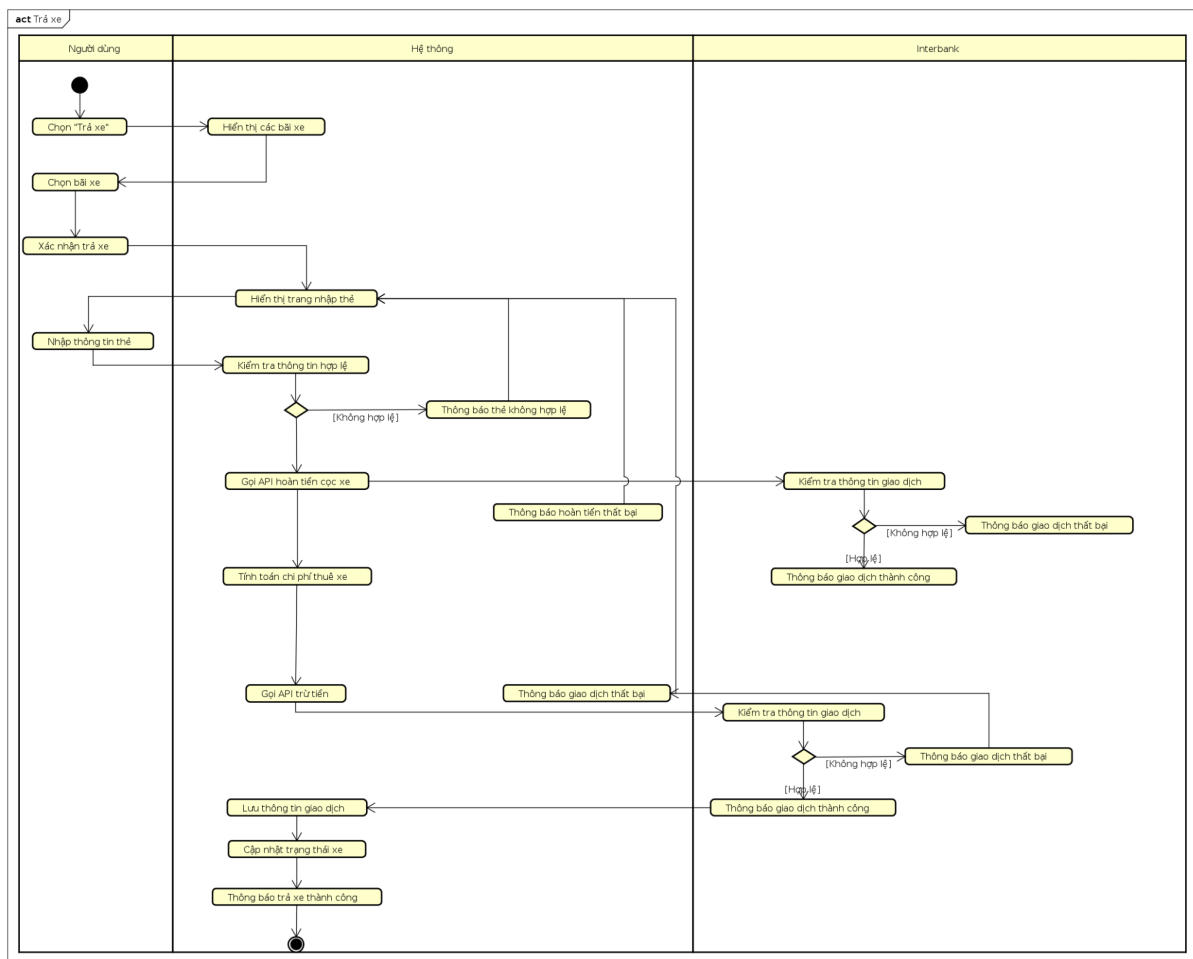 act Trả xe
Người dùng
Hệ thông
Interbank
Chọn "Trả xe"
Hiển thị các bãi xe
Chọn bãi xe
Xác nhận trả xe
Hiển thị trang nhập thẻ
Nhập thông tin thẻ
Kiểm tra thông tin hợp lệ
[Không hợp lệ]
Thông báo thẻ không hợp lệ
Gọi API hoàn tiền cọc xe
Kiểm tra thông tin giao dịch
Thông báo hoàn tiền thất bại
[Không hợp lệ]
Thông báo giao dịch thất bại
[Hợp lệ]
Tính toán chi phí thuê xe
Thông báo giao dịch thành công
Gọi API trừ tiền
Thông báo giao dịch thất bại
Kiểm tra thông tin giao dịch
[Không hợp lệ]
Thông báo giao dịch thất bại
[Hợp lệ]
Lưu thông tin giao dịch
Thông báo giao dịch thành công
Cập nhật trạng thái xe
Thông báo trả xe thành công